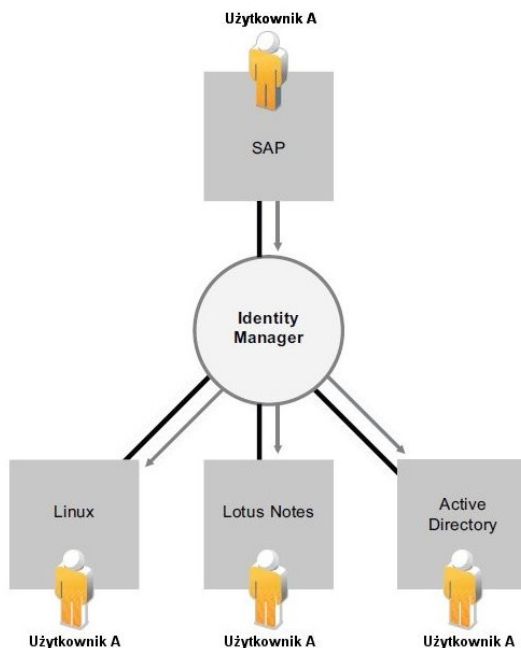 Użytkownik A
SAP
Identity
Manager
Linux
Lotus Notes
Active
Directory
Użytkownik A
Użytkownik A
Użytkownik A